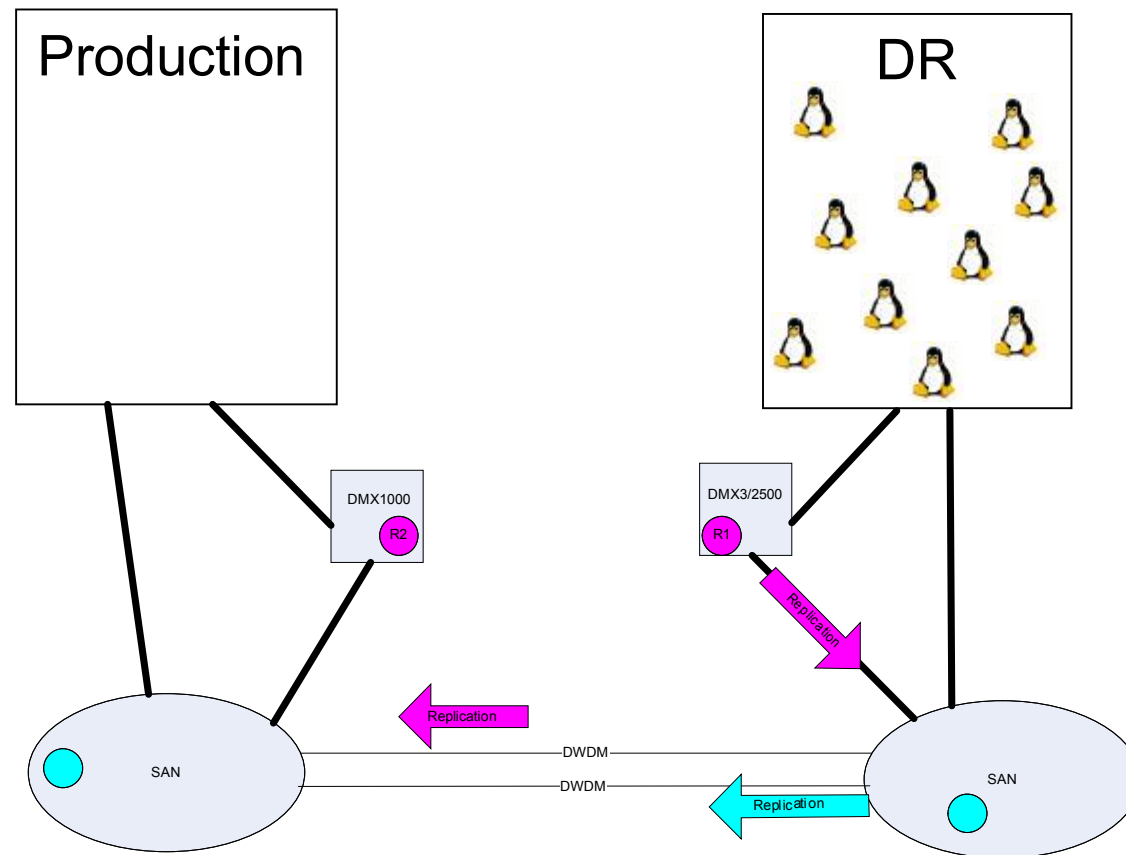 Production
DR
DMX1000
R2
DMX3/2500
R1
Replication
Replication
DWDM
SAN
DWDM
Replication
SAN